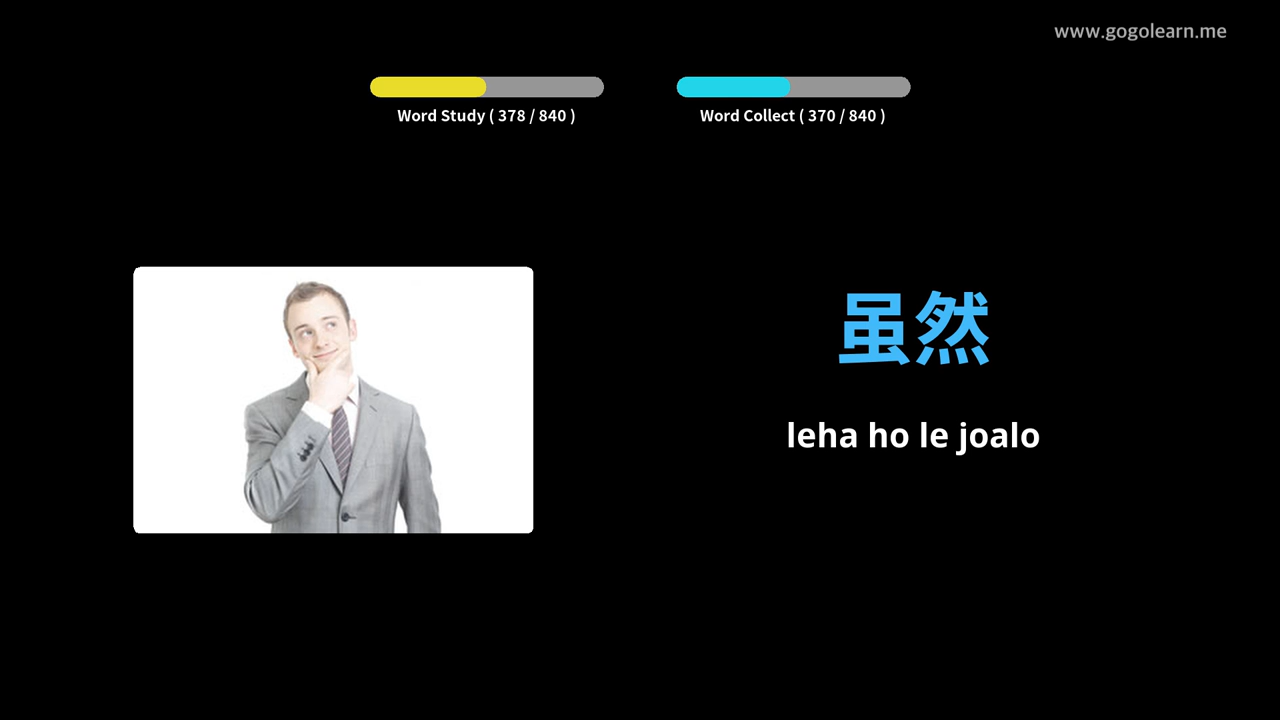 www.gogolearn.me
Word Study ( 378 / 840 )
Word Collect ( 370 / 840 )
虽然
leha ho le joalo